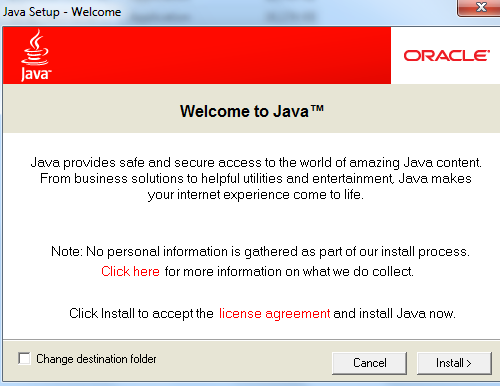 Java Setup - Welcome
Java™
ORACLE®
Welcome to Java™
Java provides safe and secure access to the world of amazing Java content.
From business solutions to helpful utilities and entertainment, Java makes
your internet experience come to life.
Note: No personal information is gathered as part of our install process.
Click here for more information on what we do collect.
Click Install to accept the license agreement and install Java now.
Change destination folder
Cancel
Install >